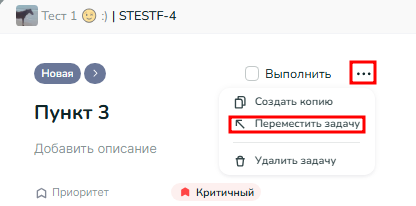 Тест 1 😉 :) | STESTF-4
Новая
Выполнить
Создать копию
Пункт 3
Переместить задачу
Добавить описание
Удалить задачу
Приоритет
Критичный